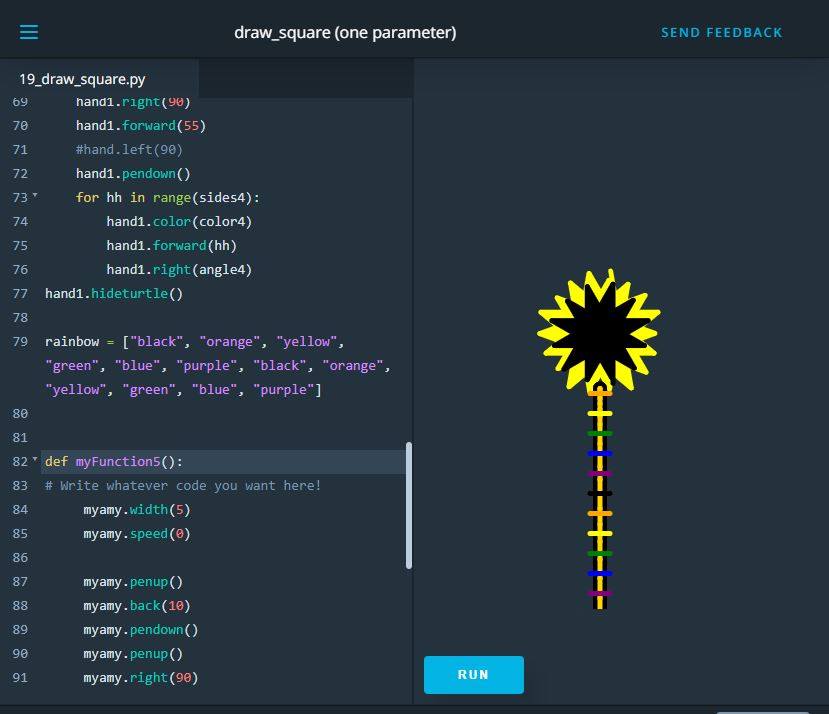 draw_square (one parameter)
SEND FEEDBACK
19_draw_square.py
69 hand1.right(90)
70 hand1.forward(55)
71 #hand.left(90)
72 hand1.pendown()
73 for hh in range(sides4):
74 hand1.color(color4)
75 hand1.forward(hh)
76 hand1.right(angle4)
77 hand1.hideturtle()
78
79 rainbow = ["black", "orange", "yellow",
"green", "blue", "purple", "black", "orange",
"yellow", "green", "blue", "purple"]
80
81
82 def myFunction5():
83 # Write whatever code you want here!
84 myamy.width(5)
85 myamy.speed(0)
86
87 myamy.penup()
88 myamy.back(10)
89 myamy.pendown()
90 myamy.penup()
91 myamy.right(90)
RUN